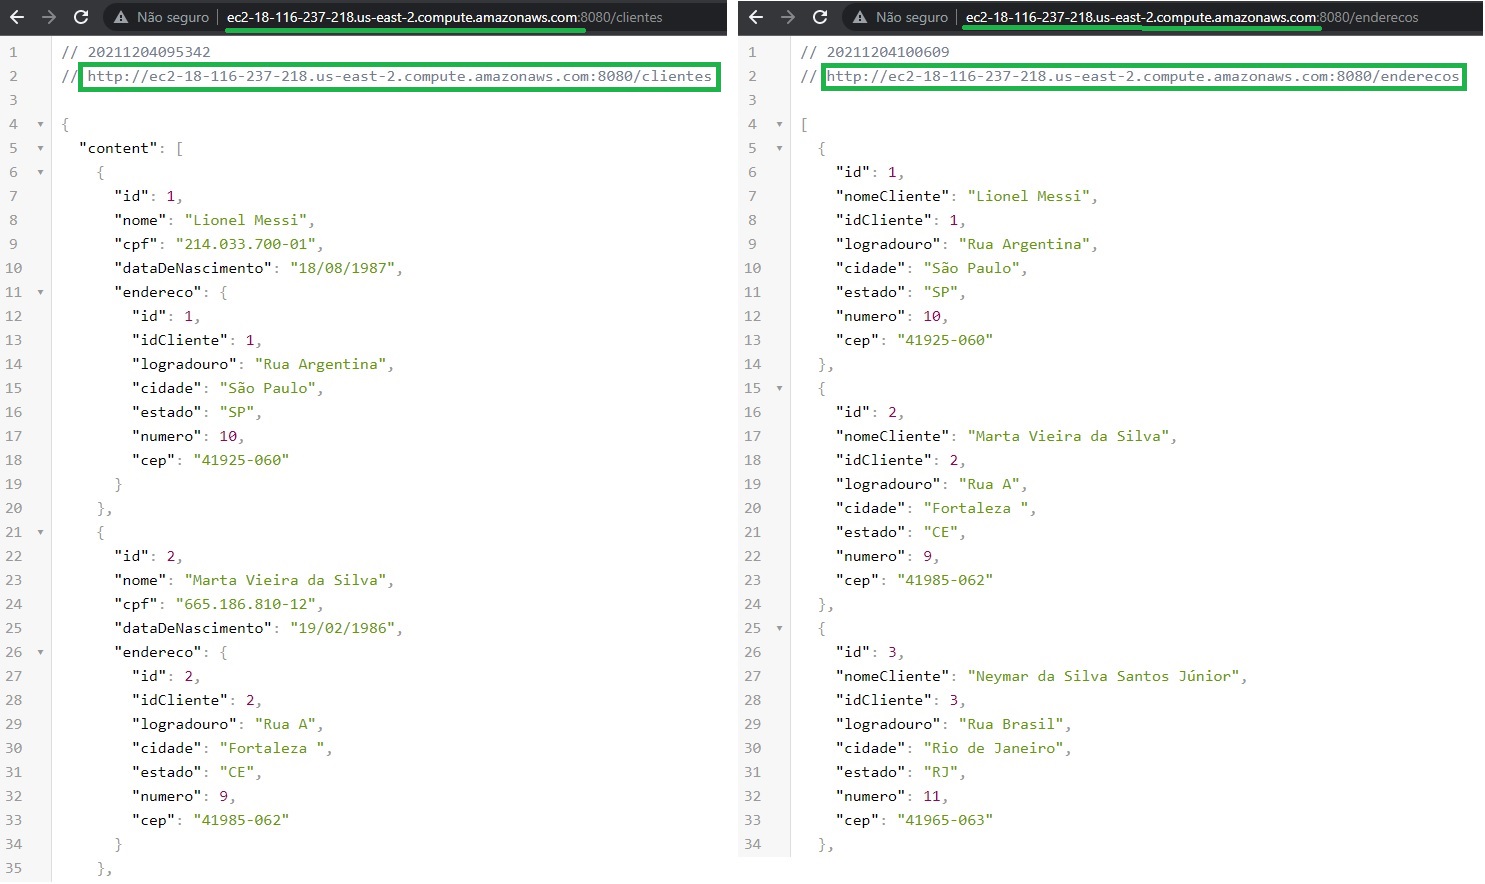 Não seguro ec2-18-116-237-218.us-east-2.compute.amazonaws.com:8080/clientes
1 // 20211204095342
2 // http://ec2-18-116-237-218.us-east-2.compute.amazonaws.com:8080/clientes
3
4 {
5 "content": [
6 {
7 "id": 1,
8 "nome": "Lionel Messi",
9 "cpf": "214.033.700-01",
10 "dataDeNascimento": "18/08/1987",
11 "endereco": {
12 "id": 1,
13 "idCliente": 1,
14 "logradouro": "Rua Argentina",
15 "cidade": "São Paulo",
16 "estado": "SP",
17 "numero": 10,
18 "cep": "41925-060"
19 }
20 },
21 {
22 "id": 2,
23 "nome": "Marta Vieira da Silva",
24 "cpf": "665.186.810-12",
25 "dataDeNascimento": "19/02/1986",
26 "endereco": {
27 "id": 2,
28 "idCliente": 2,
29 "logradouro": "Rua A",
30 "cidade": "Fortaleza ",
31 "estado": "CE",
32 "numero": 9,
33 "cep": "41985-062"
34 }
35 },
Não seguro ec2-18-116-237-218.us-east-2.compute.amazonaws.com:8080/enderecos
1 // 20211204100609
2 // http://ec2-18-116-237-218.us-east-2.compute.amazonaws.com:8080/enderecos
3
4 [
5 {
6 "id": 1,
7 "nomeCliente": "Lionel Messi",
8 "idCliente": 1,
9 "logradouro": "Rua Argentina",
10 "cidade": "São Paulo",
11 "estado": "SP",
12 "numero": 10,
13 "cep": "41925-060"
14 },
15 {
16 "id": 2,
17 "nomeCliente": "Marta Vieira da Silva",
18 "idCliente": 2,
19 "logradouro": "Rua A",
20 "cidade": "Fortaleza ",
21 "estado": "CE",
22 "numero": 9,
23 "cep": "41985-062"
24 },
25 {
26 "id": 3,
27 "nomeCliente": "Neymar da Silva Santos Júnior",
28 "idCliente": 3,
29 "logradouro": "Rua Brasil",
30 "cidade": "Rio de Janeiro",
31 "estado": "RJ",
32 "numero": 11,
33 "cep": "41965-063"
34 },